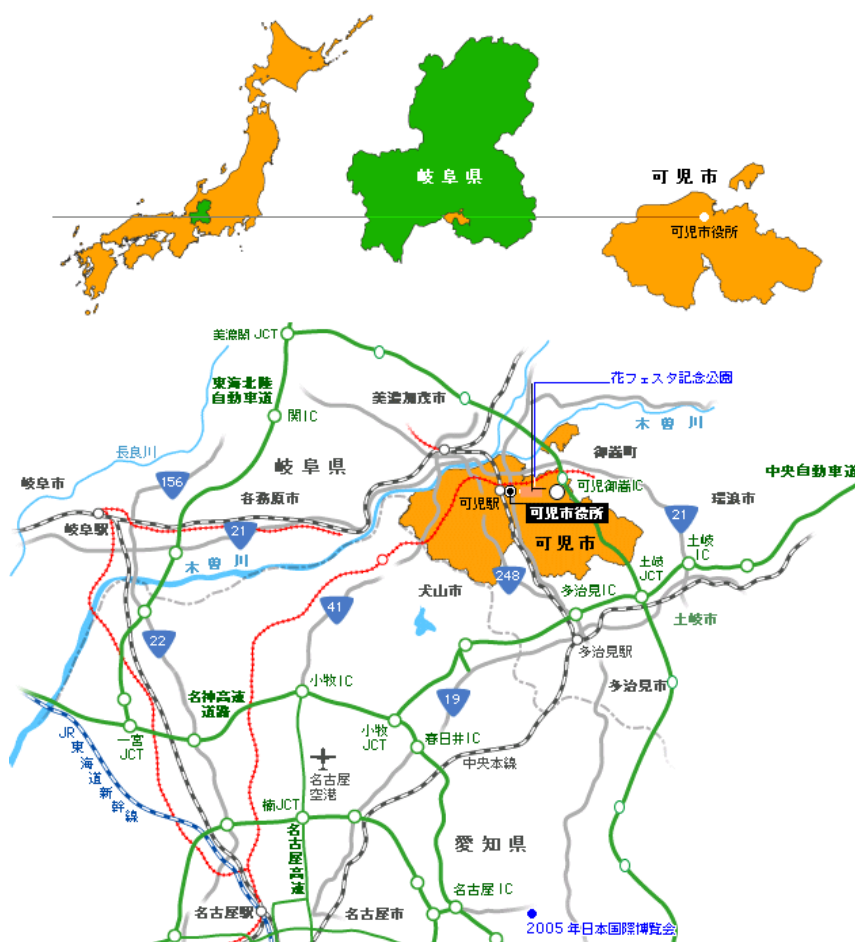 岐阜県
可児市
可児市役所
美濃関JCT
花フェスタ記念公園
東海北陸
自動車道
美濃加茂市
関IC
木曽川
長良川
岐阜県
御嵩町
中央自動車道
岐阜市
156
各務原市
可児駅
可児御嵩IC
瑞浪市
岐阜駅
21
可児市役所
21
木曽川
可児市
土岐
IC
248
土岐
JCT
犬山市
多治見IC
41
土岐市
22
多治見駅
小牧IC
多治見市
名神高速
道路
19
小牧
JCT
春日井IC
一宮
JCT
JR東海道新幹線
名古屋
空港
中央本線
楠JCT
名古屋高速
愛知県
名古屋IC
名古屋駅
名古屋市
2005年日本国際博覧会